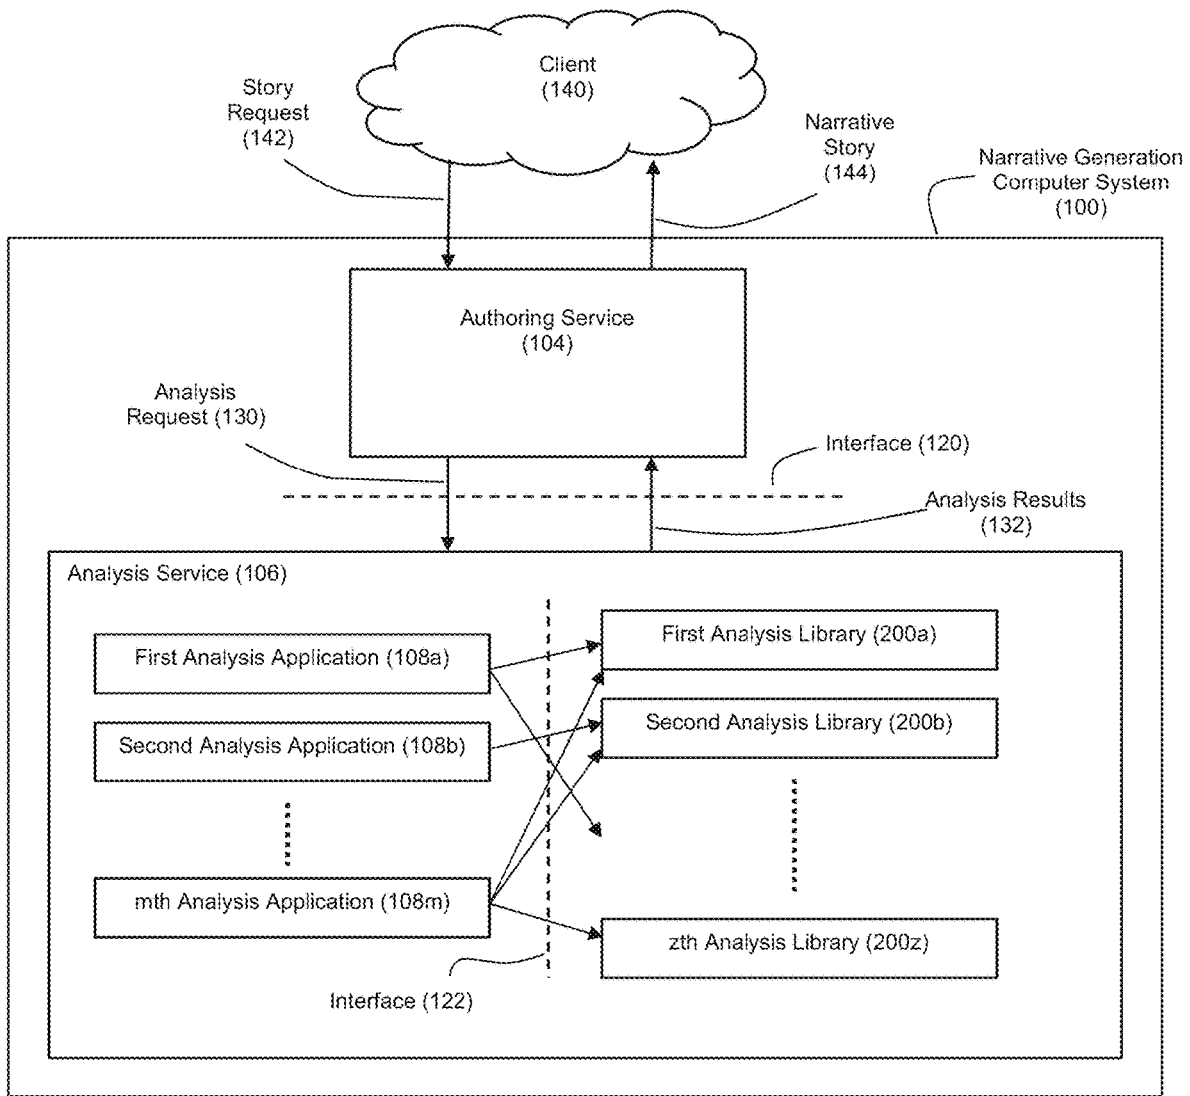 Client
(140)
Story
Request
(142)
Narrative
Story
(144)
Narrative Generation
Computer System
(100)
Authoring Service
(104)
Analysis
Request (130)
Interface (120)
Analysis Results
(132)
Analysis Service (106)
First Analysis Application (108a)
First Analysis Library (200a)
Second Analysis Application (108b)
Second Analysis Library (200b)
mth Analysis Application (108m)
zth Analysis Library (200z)
Interface (122)